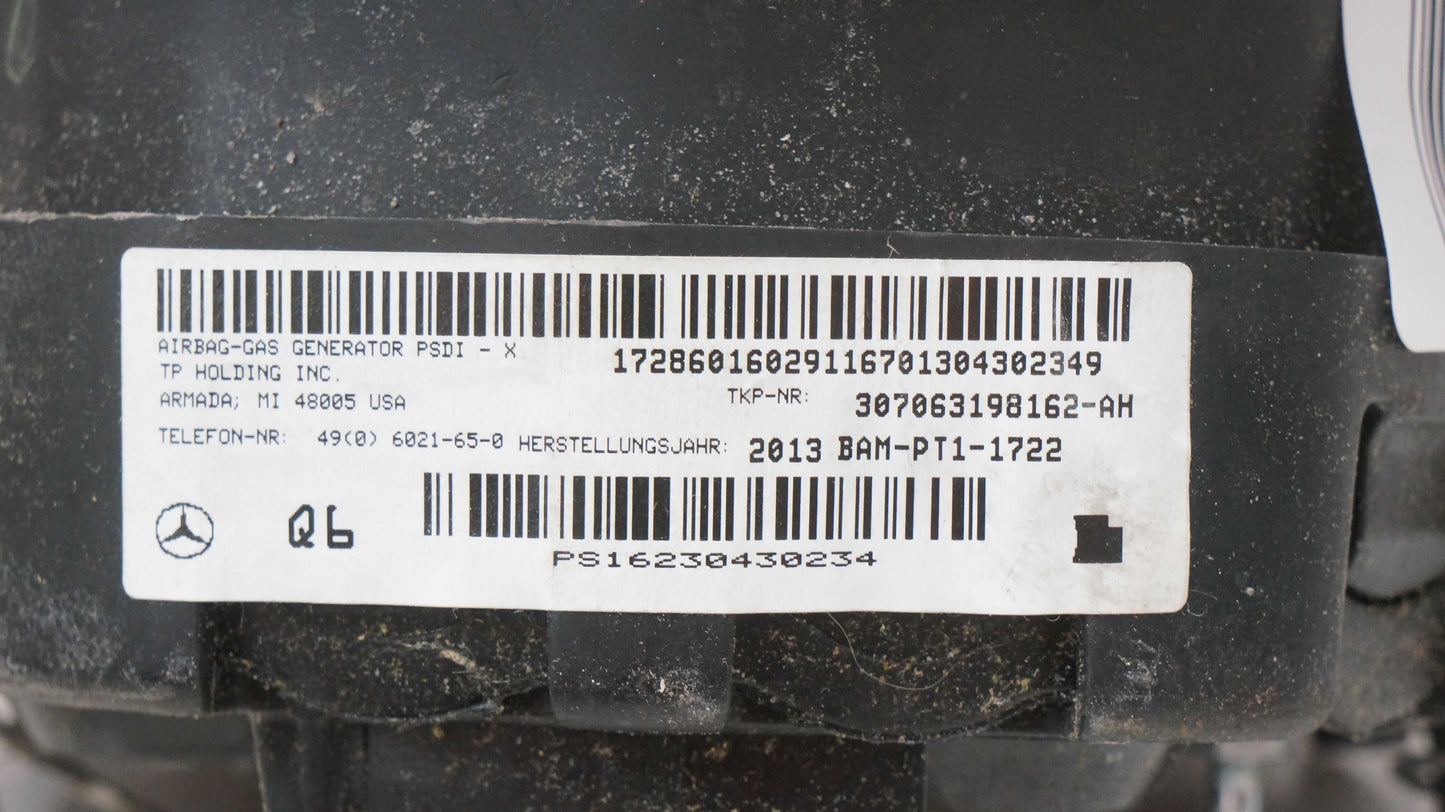 AIRBAG-GAS GENERATOR PSDI - X
17286016029116701304302349
TP HOLDING INC.
TKP-NR: 307063198162-AH
ARMADA; MI 48005 USA
TELEFON-NR: 49(0) 6021-65-0 HERSTELLUNGSJAHR: 2013 BAM-PT1-1722
Q6
PS16230430234